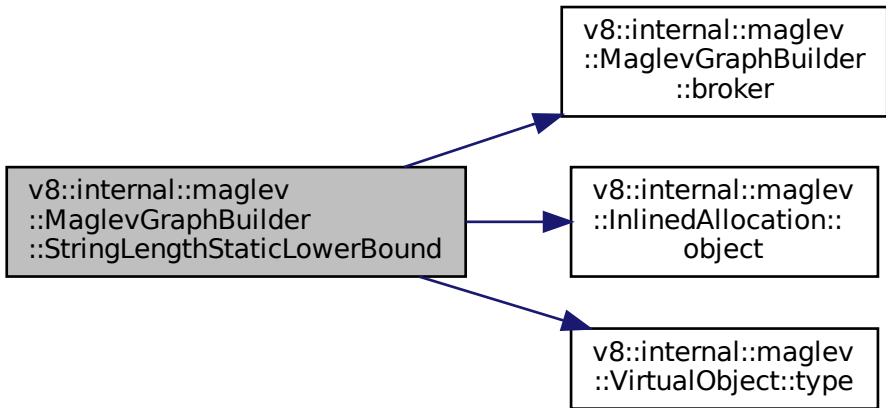 v8::internal::maglev
::MaglevGraphBuilder
::StringLengthStaticLowerBound
v8::internal::maglev
::MaglevGraphBuilder
::broker
v8::internal::maglev
::InlinedAllocation::
object
v8::internal::maglev
::VirtualObject::type